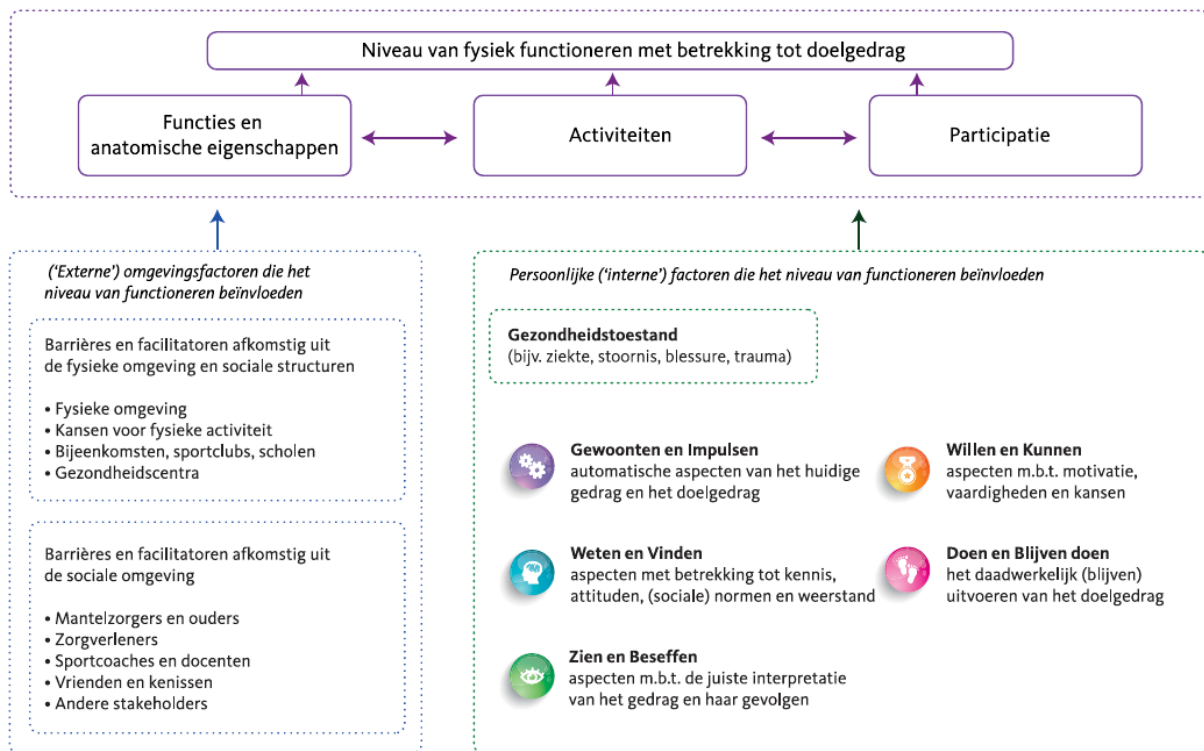 Niveau van fysiek functioneren met betrekking tot doelgedrag
Functies en
anatomische eigenschappen
Activiteiten
Participatie
(‘Externe’) omgevingsfactoren die het
niveau van functioneren beïnvloeden
Barrières en facilitatoren afkomstig uit
de fysieke omgeving en sociale structuren
• Fysieke omgeving
• Kansen voor fysieke activiteit
• Bijeenkomsten, sportclubs, scholen
• Gezondheidscentra
Barrières en facilitatoren afkomstig uit
de sociale omgeving
• Mantelzorgers en ouders
• Zorgverleners
• Sportcoaches en docenten
• Vrienden en kenissen
• Andere stakeholders
Persoonlijke (‘interne’) factoren die het niveau van functioneren beïnvloeden
Gezondheidstoestand
(bijv. ziekte, stoornis, blessure, trauma)
Gewoonten en Impulsen
automatische aspecten van het huidige
gedrag en het doelgedrag
Willen en Kunnen
aspecten m.b.t. motivatie,
vaardigheden en kansen
Weten en Vinden
aspecten met betrekking tot kennis,
attituden, (sociale) normen en weerstand
Doen en Blijven doen
het daadwerkelijk (blijven)
uitvoeren van het doelgedrag
Zien en Beseffen
aspecten m.b.t. de juiste interpretatie
van het gedrag en haar gevolgen